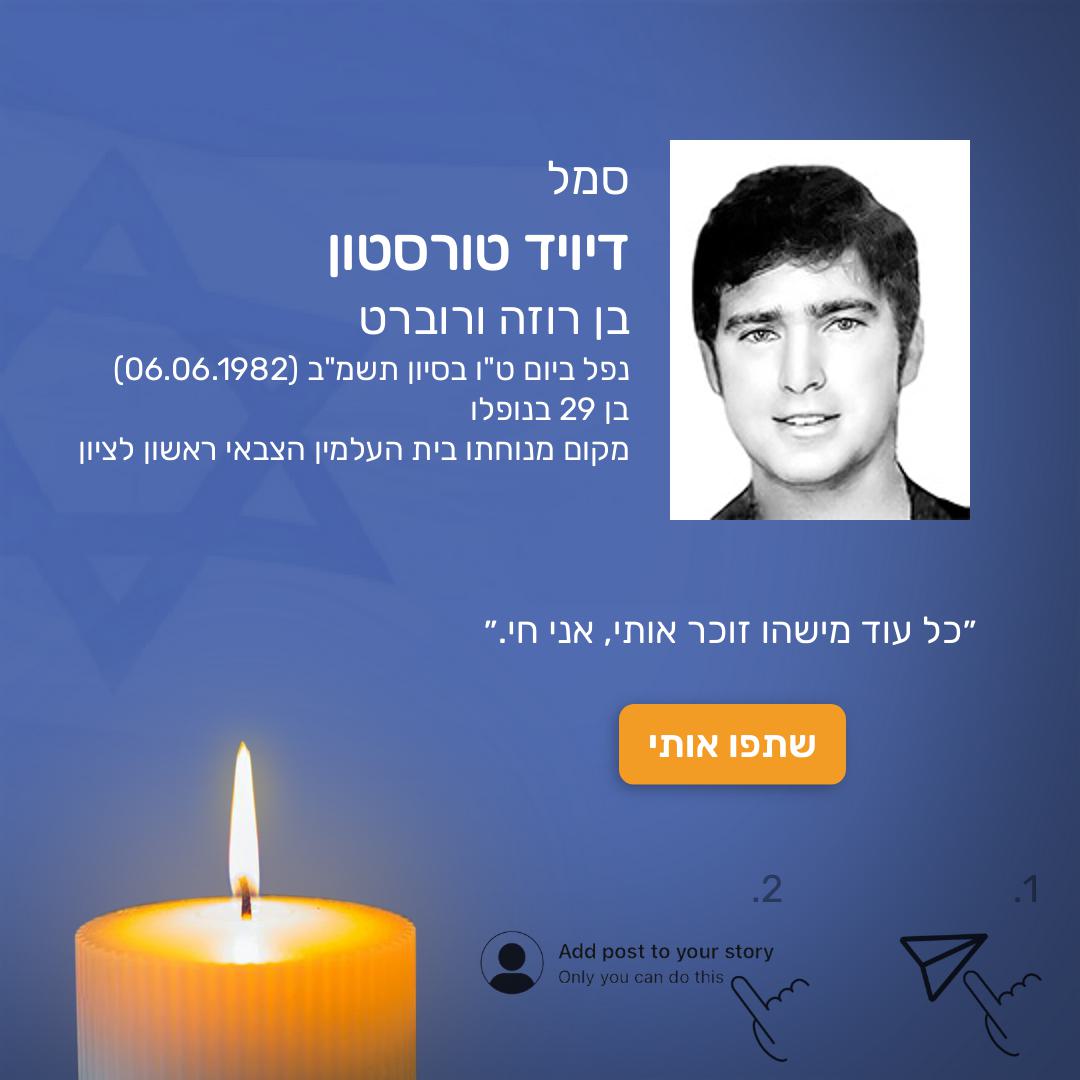 סמל
דיויד טורסטון
בן רוזה ורוברט
נפל ביום ט"ו בסיון תשמ"ב (06.06.1982)
בן 29 בנופלו
מקום מנוחתו בית העלמין הצבאי ראשון לציון
״כל עוד מישהו זוכר אותי, אני חי.״
שתפו אותי
1.
2.
Add post to your story
Only you can do this